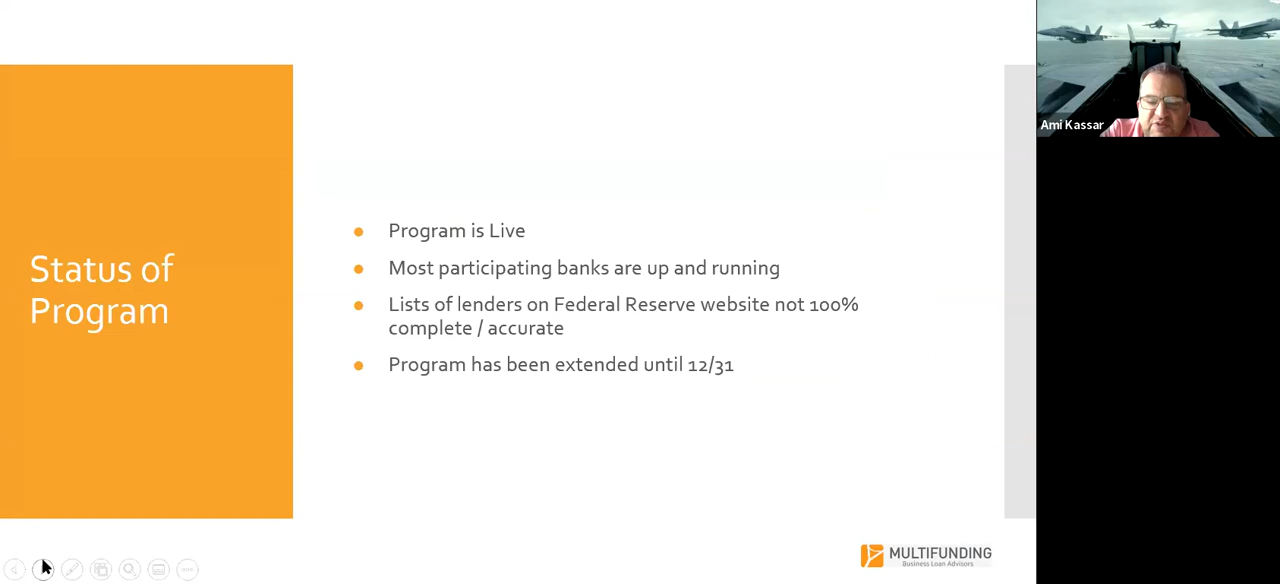 Status of
Program
Program is Live
Most participating banks are up and running
Lists of lenders on Federal Reserve website not 100%
complete / accurate
Program has been extended until 12/31
MULTIFUNDING
Business Loan Advisors
Ami Kassar